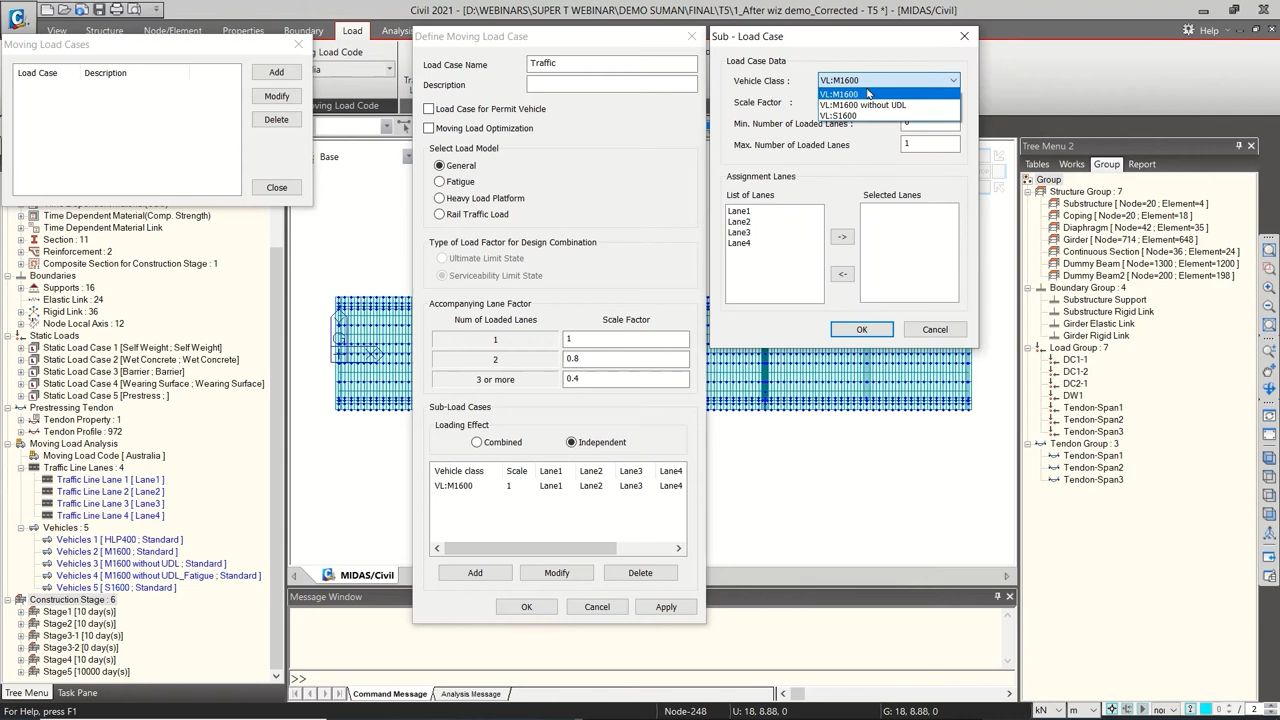 Civil 2021 - [D:\WEBINARS\SUPER T WEBINAR\DEMO SUMAN\FINAL\T5\1_After wiz demo_Corrected - T5 *] - [MIDAS/Civil]
View Structure Node/Element Properties Boundary Load Analysis
Help
Moving Load Cases
Load Case Description
Add
Modify
Delete
Close
Moving Load Code
Moving Load Code
Base
Define Moving Load Case
Load Case Name Traffic
Description
Load Case for Permit Vehicle
Moving Load Optimization
Select Load Model
General
Fatigue
Heavy Load Platform
Rail Traffic Load
Type of Load Factor for Design Combination
Ultimate Limit State
Serviceability Limit State
Accompanying Lane Factor
Num of Loaded Lanes Scale Factor
1 1
2 0.8
3 or more 0.4
Sub-Load Cases
Loading Effect
Combined Independent
Vehicle class Scale Lane1 Lane2 Lane3 Lane4
VL:M1600 1 Lane1 Lane2 Lane3 Lane4
Add Modify Delete
OK Cancel Apply
Sub - Load Case
Load Case Data
Vehicle Class : VL:M1600
VL:M1600
VL:M1600 without UDL
VL:S1600
Scale Factor :
Min. Number of Loaded Lanes :
Max. Number of Loaded Lanes 1
Assignment Lanes
List of Lanes Selected Lanes
Lane1
Lane2
Lane3
Lane4
->
<-
OK Cancel
Time Dependent Material(Comp. Strength)
Time Dependent Material Link
Section : 11
Reinforcement : 2
Composite Section for Construction Stage : 1
Boundaries
Supports : 16
Elastic Link : 24
Rigid Link : 36
Node Local Axis : 12
Static Loads
Static Load Case 1 [Self Weight ; Self Weight]
Static Load Case 2 [Wet Concrete ; Wet Concrete]
Static Load Case 3 [Barrier ; Barrier]
Static Load Case 4 [Wearing Surface ; Wearing Surface]
Static Load Case 5 [Prestress ; ]
Prestressing Tendon
Tendon Property : 1
Tendon Profile : 972
Moving Load Analysis
Moving Load Code [ Australia ]
Traffic Line Lanes : 4
Traffic Line Lane 1 [ Lane1 ]
Traffic Line Lane 2 [ Lane2 ]
Traffic Line Lane 3 [ Lane3 ]
Traffic Line Lane 4 [ Lane4 ]
Vehicles : 5
Vehicles 1 [ HLP400 ; Standard ]
Vehicles 2 [ M1600 ; Standard ]
Vehicles 3 [ M1600 without UDL ; Standard ]
Vehicles 4 [ M1600 without UDL_Fatigue ; Standard ]
Vehicles 5 [ S1600 ; Standard ]
Construction Stage : 6
Stage1 [10 day(s)]
Stage2 [10 day(s)]
Stage3-1 [10 day(s)]
Stage3-2 [0 day(s)]
Stage4 [10 day(s)]
Stage5 [10000 day(s)]
Tree Menu Task Pane
MIDAS/Civil
Message Window
>>
Command Message Analysis Message
Tree Menu 2
Tables Works Group Report
Group
Structure Group : 7
Substructure [ Node=20 ; Element=4 ]
Coping [ Node=20 ; Element=18 ]
Diaphragm [ Node=42 ; Element=30 ]
Girder [ Node=714 ; Element=648 ]
Continuous Section [ Node=36 ; Element=24 ]
Dummy Beam [ Node=1300 ; Element=1200 ]
Dummy Beam2 [ Node=200 ; Element=198 ]
Boundary Group : 4
Substructure Support
Substructure Rigid Link
Girder Elastic Link
Girder Rigid Link
Load Group : 7
DC1-1
DC1-2
DC2-1
DW1
Tendon-Span1
Tendon-Span2
Tendon-Span3
Tendon Group : 3
Tendon-Span1
Tendon-Span2
Tendon-Span3
For Help, press F1
Node-248 U: 18, 8.88, 0 G: 18, 8.88, 0 kN m non 2